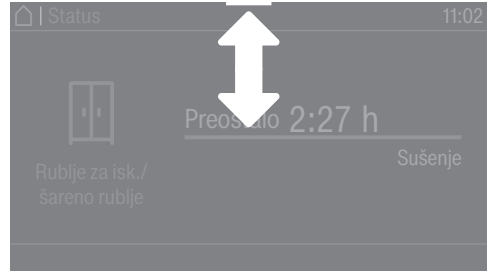 | Status 11:02
Preostalo 2:27 h
Sušenje
Rublje za isk./
šareno rublje